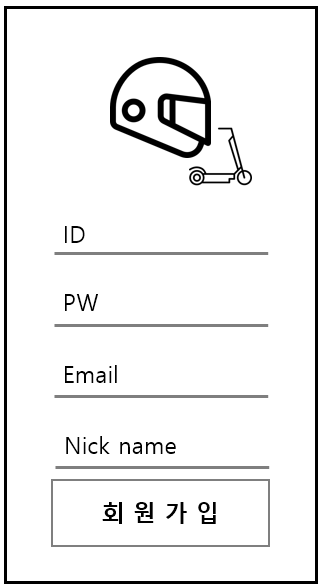 ID
PW
Email
Nick name
회 원 가 입